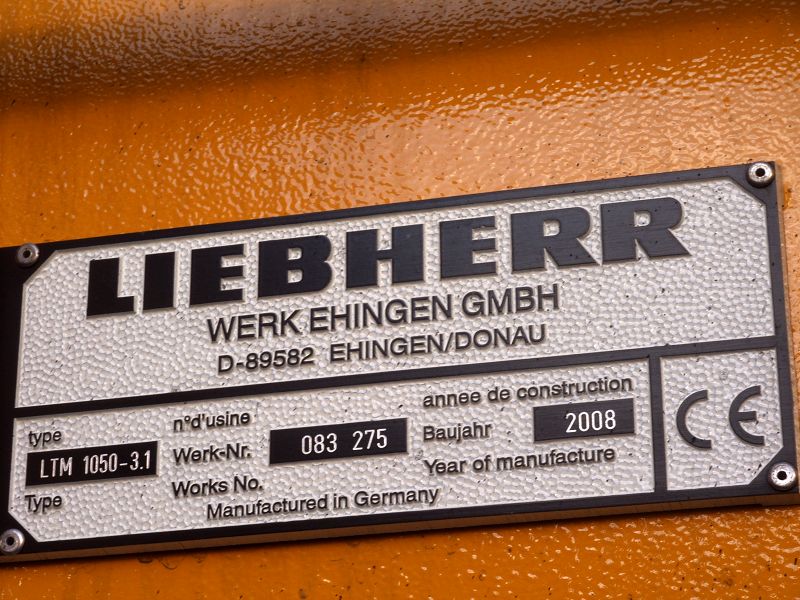 LIEBHERR
WERK EHINGEN GMBH
D-89582 EHINGEN/DONAU
type
LTM 1050-3.1
Type
n°d'usine
Werk-Nr.
Works No.
083 275
annee de construction
Baujahr
Year of manufacture
2008
Manufactured in Germany
CE